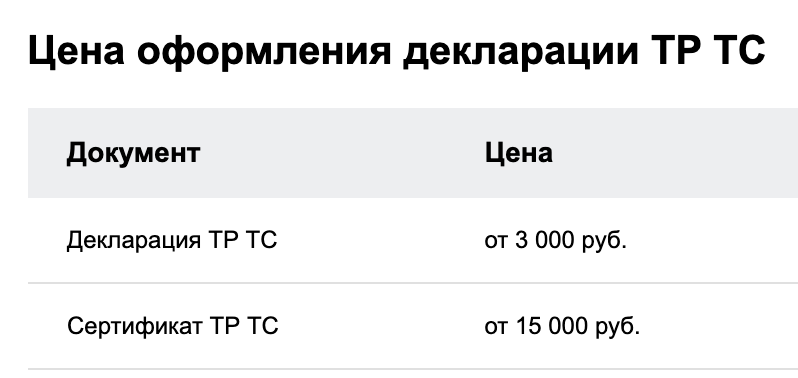 Цена оформления декларации ТР ТС
Документ Цена
Декларация ТР ТС от 3 000 руб.
Сертификат ТР ТС от 15 000 руб.